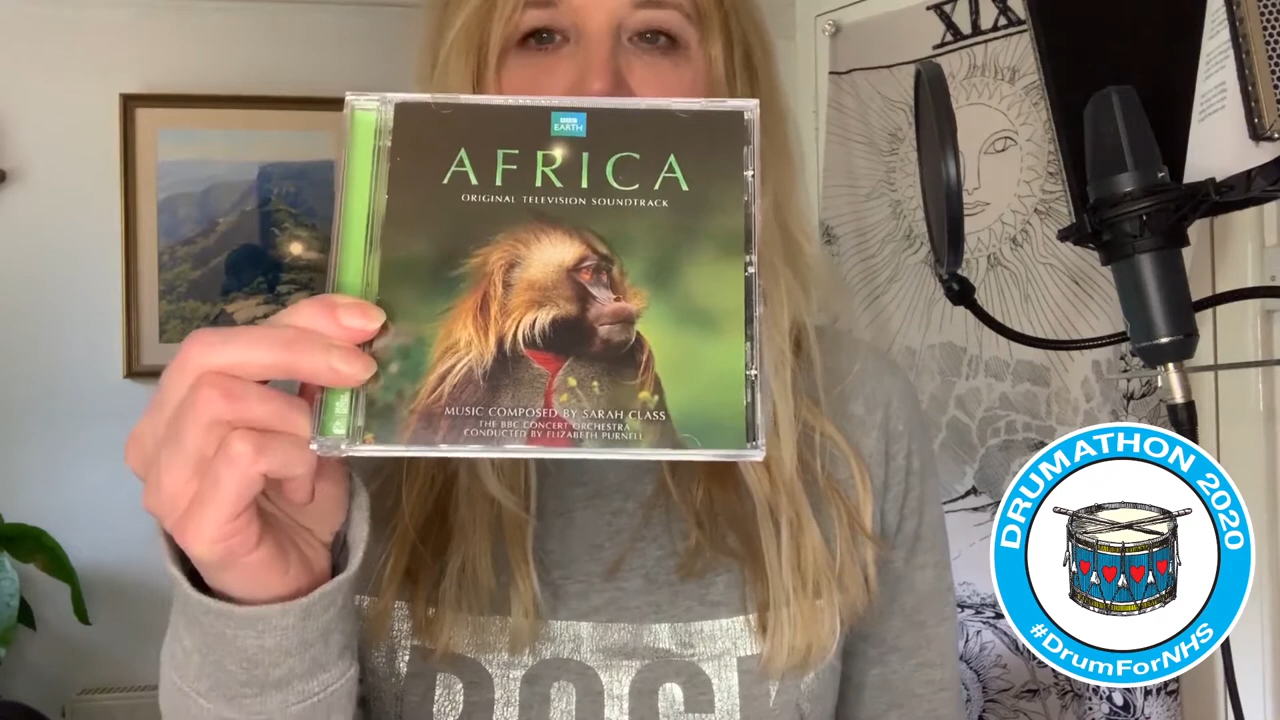 XIX
BBC
EARTH
AFRICA
ORIGINAL TELEVISION SOUNDTRACK
MUSIC COMPOSED BY SARAH CLASS
THE BBC CONCERT ORCHESTRA
CONDUCTED BY ELIZABETH PURNELL
DRUMATHON 2020
#DrumForNHS